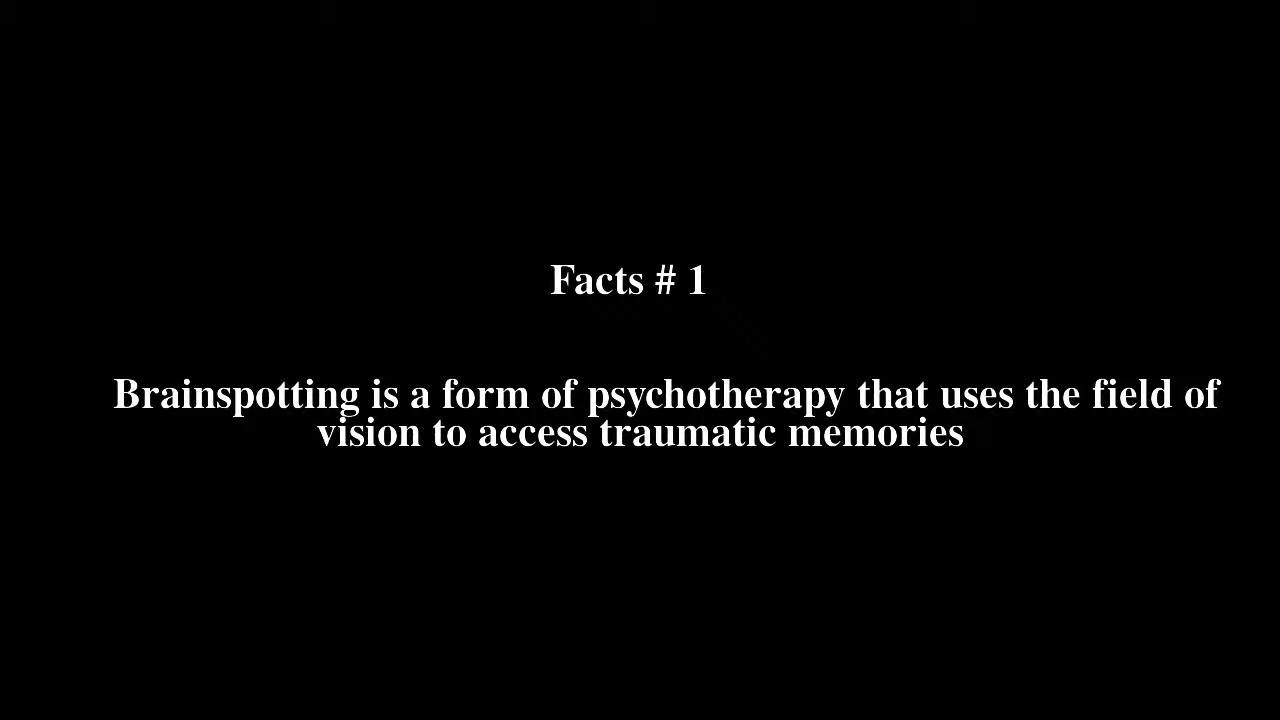 Facts # 1
Brainspotting is a form of psychotherapy that uses the field of
vision to access traumatic memories